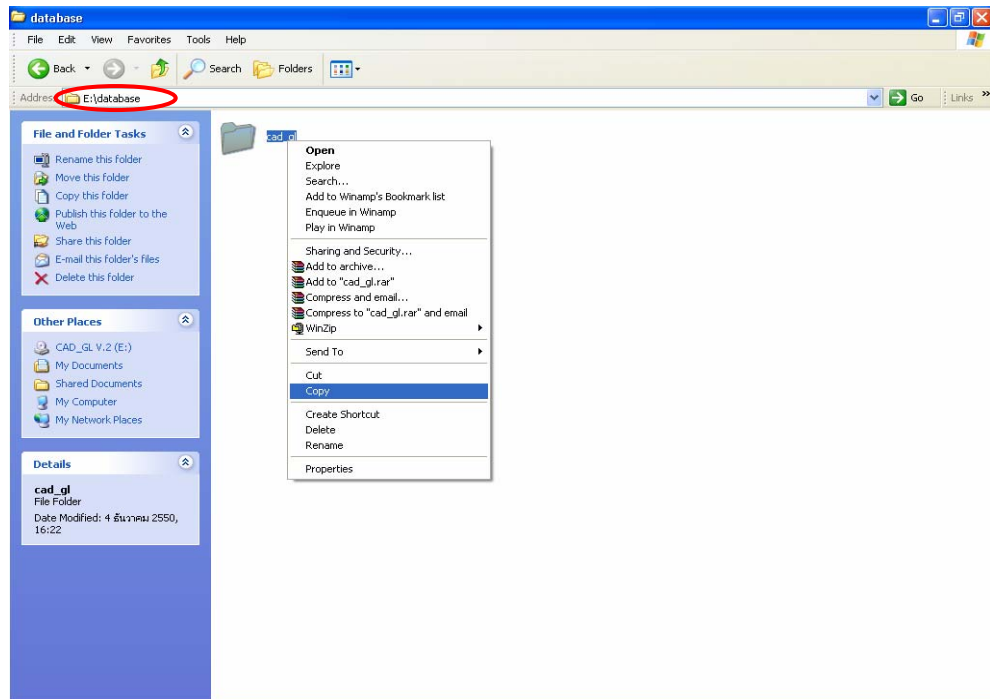 database
File Edit View Favorites Tools Help
Back Search Folders
Address E:\database Go Links »
File and Folder Tasks
Rename this folder
Move this folder
Copy this folder
Publish this folder to the
Web
Share this folder
E-mail this folder's files
Delete this folder
Other Places
CAD_GL V.2 (E:)
My Documents
Shared Documents
My Computer
My Network Places
Details
cad_gl
File Folder
Date Modified: 4 ธันวาคม 2550,
16:22
cad_gl
Open
Explore
Search...
Add to Winamp's Bookmark list
Enqueue in Winamp
Play in Winamp
Sharing and Security...
Add to archive...
Add to "cad_gl.rar"
Compress and email...
Compress to "cad_gl.rar" and email
WinZip
Send To
Cut
Copy
Create Shortcut
Delete
Rename
Properties